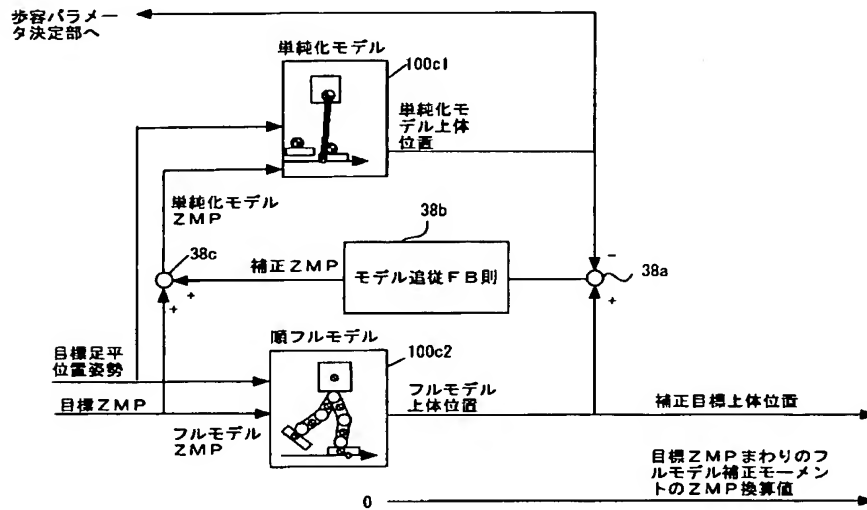 歩容パラメー
タ決定部へ
単純化モデル
100c1
単純化モ
デル上体
位置
単純化モデル
ZMP
38b
38c
補正ZMP
モデル追従FB則
-
38a
+
+
+
順フルモデル
目標足平
位置姿勢
100c2
フルモデル
上体位置
目標ZMP
補正目標上体位置
フルモデル
ZMP
目標ZMPまわりのフ
ルモデル補正モーメン
トのZMP換算値
0